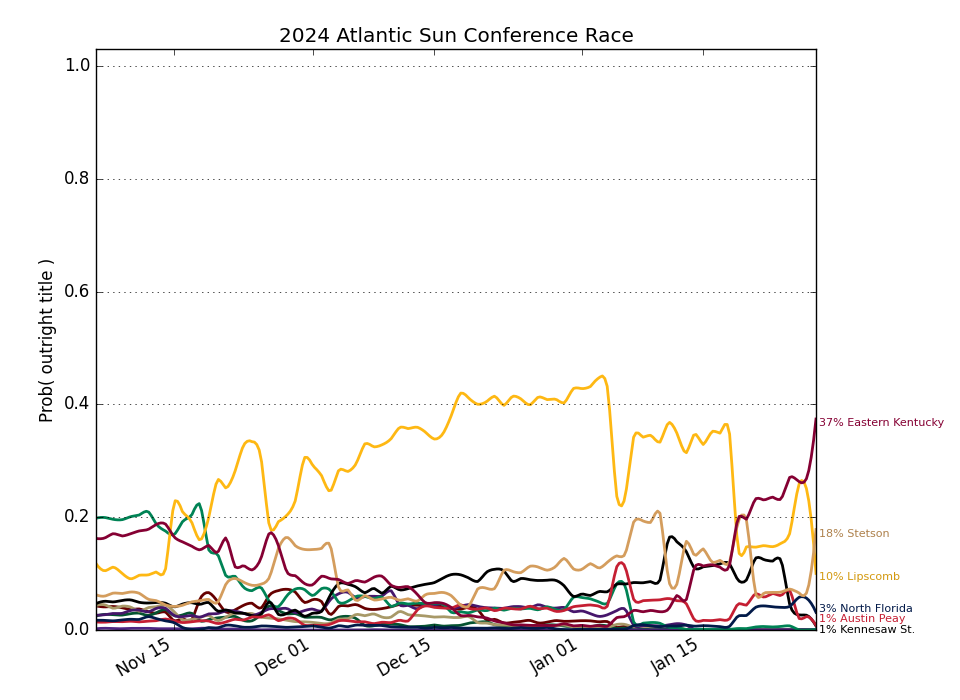 2024 Atlantic Sun Conference Race
Prob( outright title )
1.0
0.8
0.6
0.4
0.2
0.0
Nov 15
Dec 01
Dec 15
Jan 01
Jan 15
37% Eastern Kentucky
18% Stetson
10% Lipscomb
3% North Florida
1% Austin Peay
1% Kennesaw St.